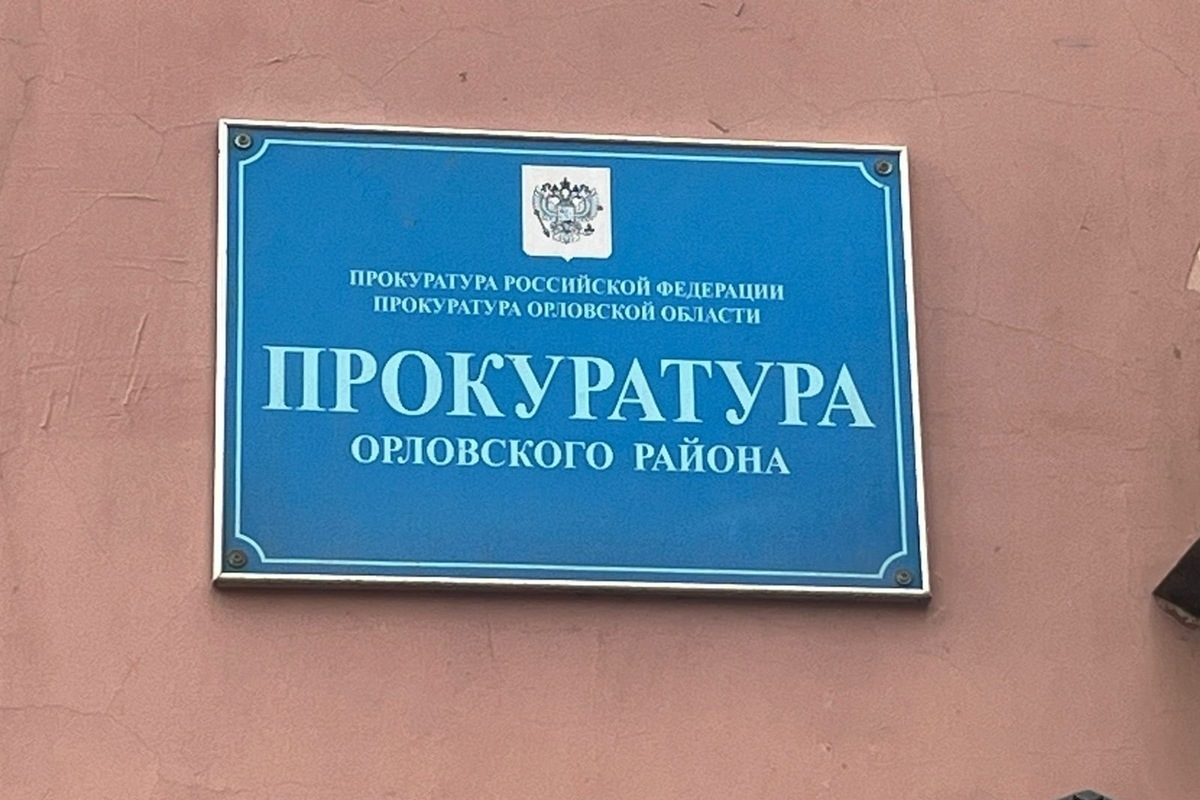 ПРОКУРАТУРА РОССИЙСКОЙ ФЕДЕРАЦИИ
ПРОКУРАТУРА ОРЛОВСКОЙ ОБЛАСТИ
ПРОКУРАТУРА
ОРЛОВСКОГО РАЙОНА